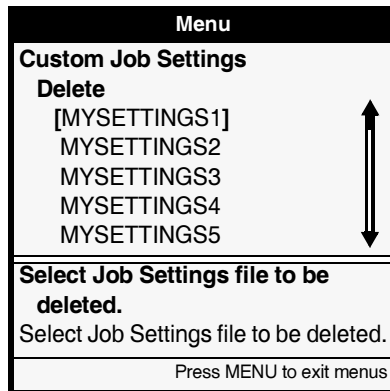 Menu
Custom Job Settings
Delete
[MYSETTINGS1]
MYSETTINGS2
MYSETTINGS3
MYSETTINGS4
MYSETTINGS5
Select Job Settings file to be
deleted.
Select Job Settings file to be deleted.
Press MENU to exit menus